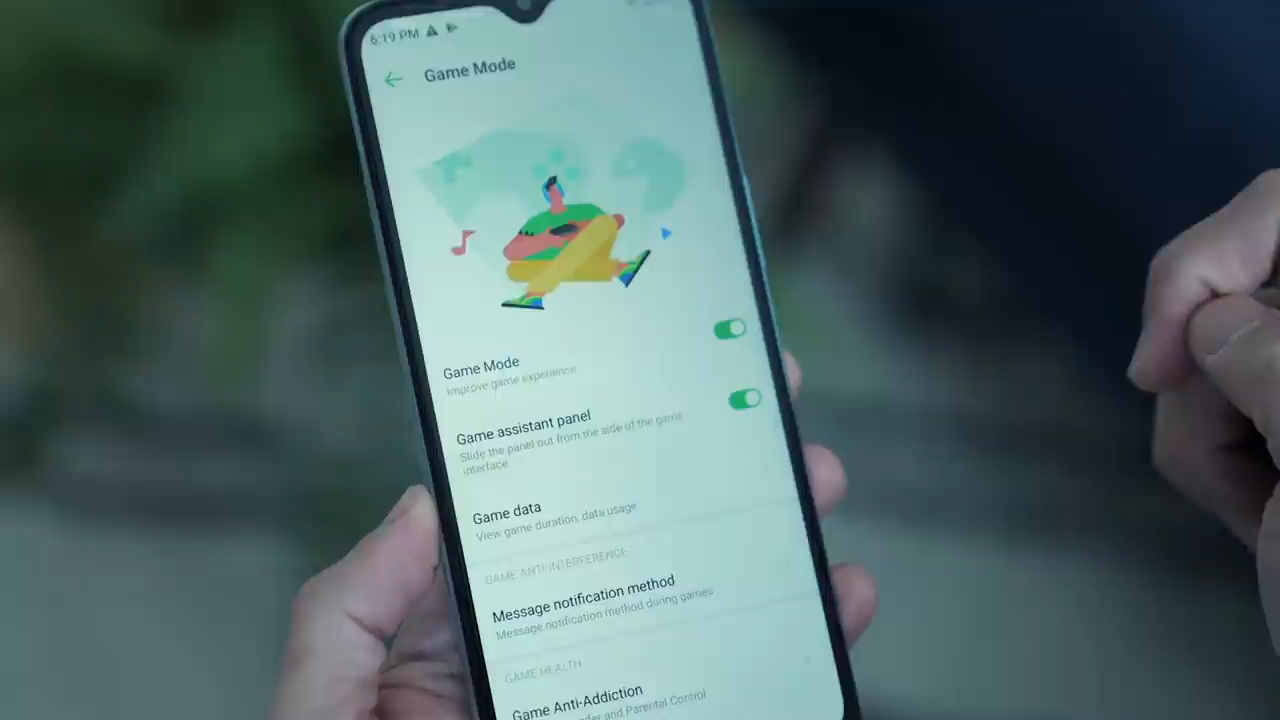 6:19 PM
Game Mode
Game Mode
Improve game experience
Game assistant panel
Slide the panel out from the side of the game
interface
Game data
View game duration, data usage
GAME ANTI-INTERFERENCE
Message notification method
Message notification method during games
GAME HEALTH
Game Anti-Addiction
and Parental Control